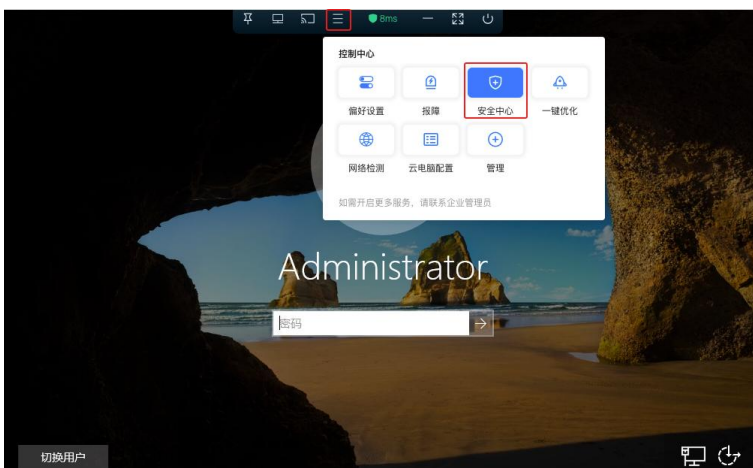 8ms
控制中心
偏好设置 报障 安全中心 一键优化
网络检测 云电脑配置 管理
如需开启更多服务，请联系企业管理员
Administrator
密码
切换用户